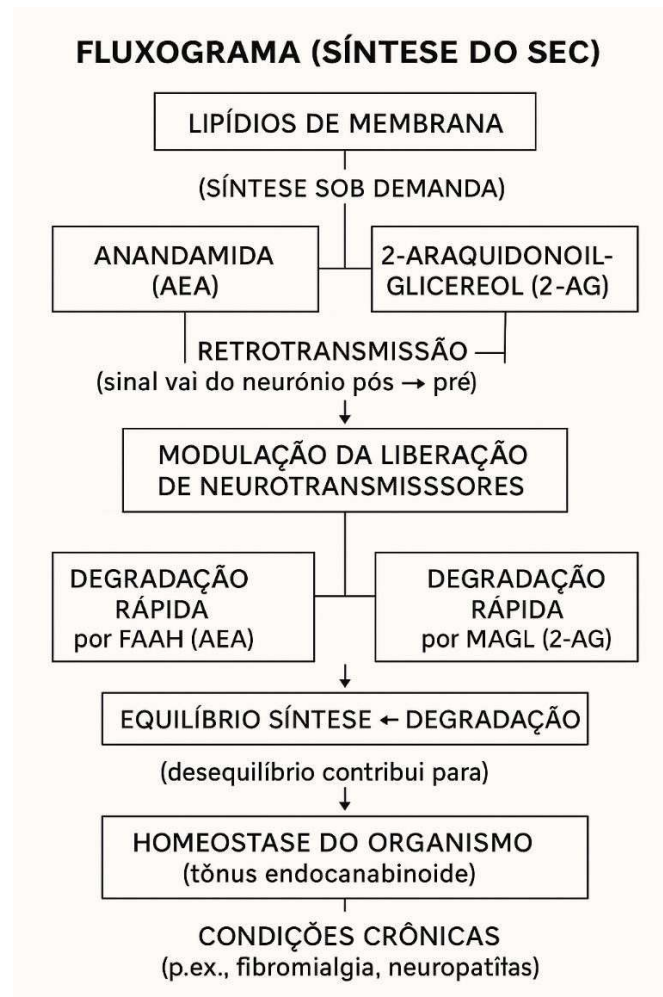 FLUXOGRAMA (SÍNTESE DO SEC)
LIPÍDIOS DE MEMBRANA
(SÍNTESE SOB DEMANDA)
ANANDAMIDA
(AEA)
2-ARAQUIDONOIL-
GLICEREOL (2-AG)
RETROTRANSMISSÃO
(sinal vai do neurónio pós → pré)
MODULAÇÃO DA LIBERAÇÃO
DE NEUROTRANSMISSSORES
DEGRADAÇÃO
RÁPIDA
por FAAH (AEA)
DEGRADAÇÃO
RÁPIDA
por MAGL (2-AG)
EQUILÍBRIO SÍNTESE ← DEGRADAÇÃO
(desequilíbrio contribui para)
HOMEOSTASE DO ORGANISMO
(tǒnus endocanabinoide)
CONDIÇÕES CRÔNICAS
(p.ex., fibromialgia, neuropatîtas)